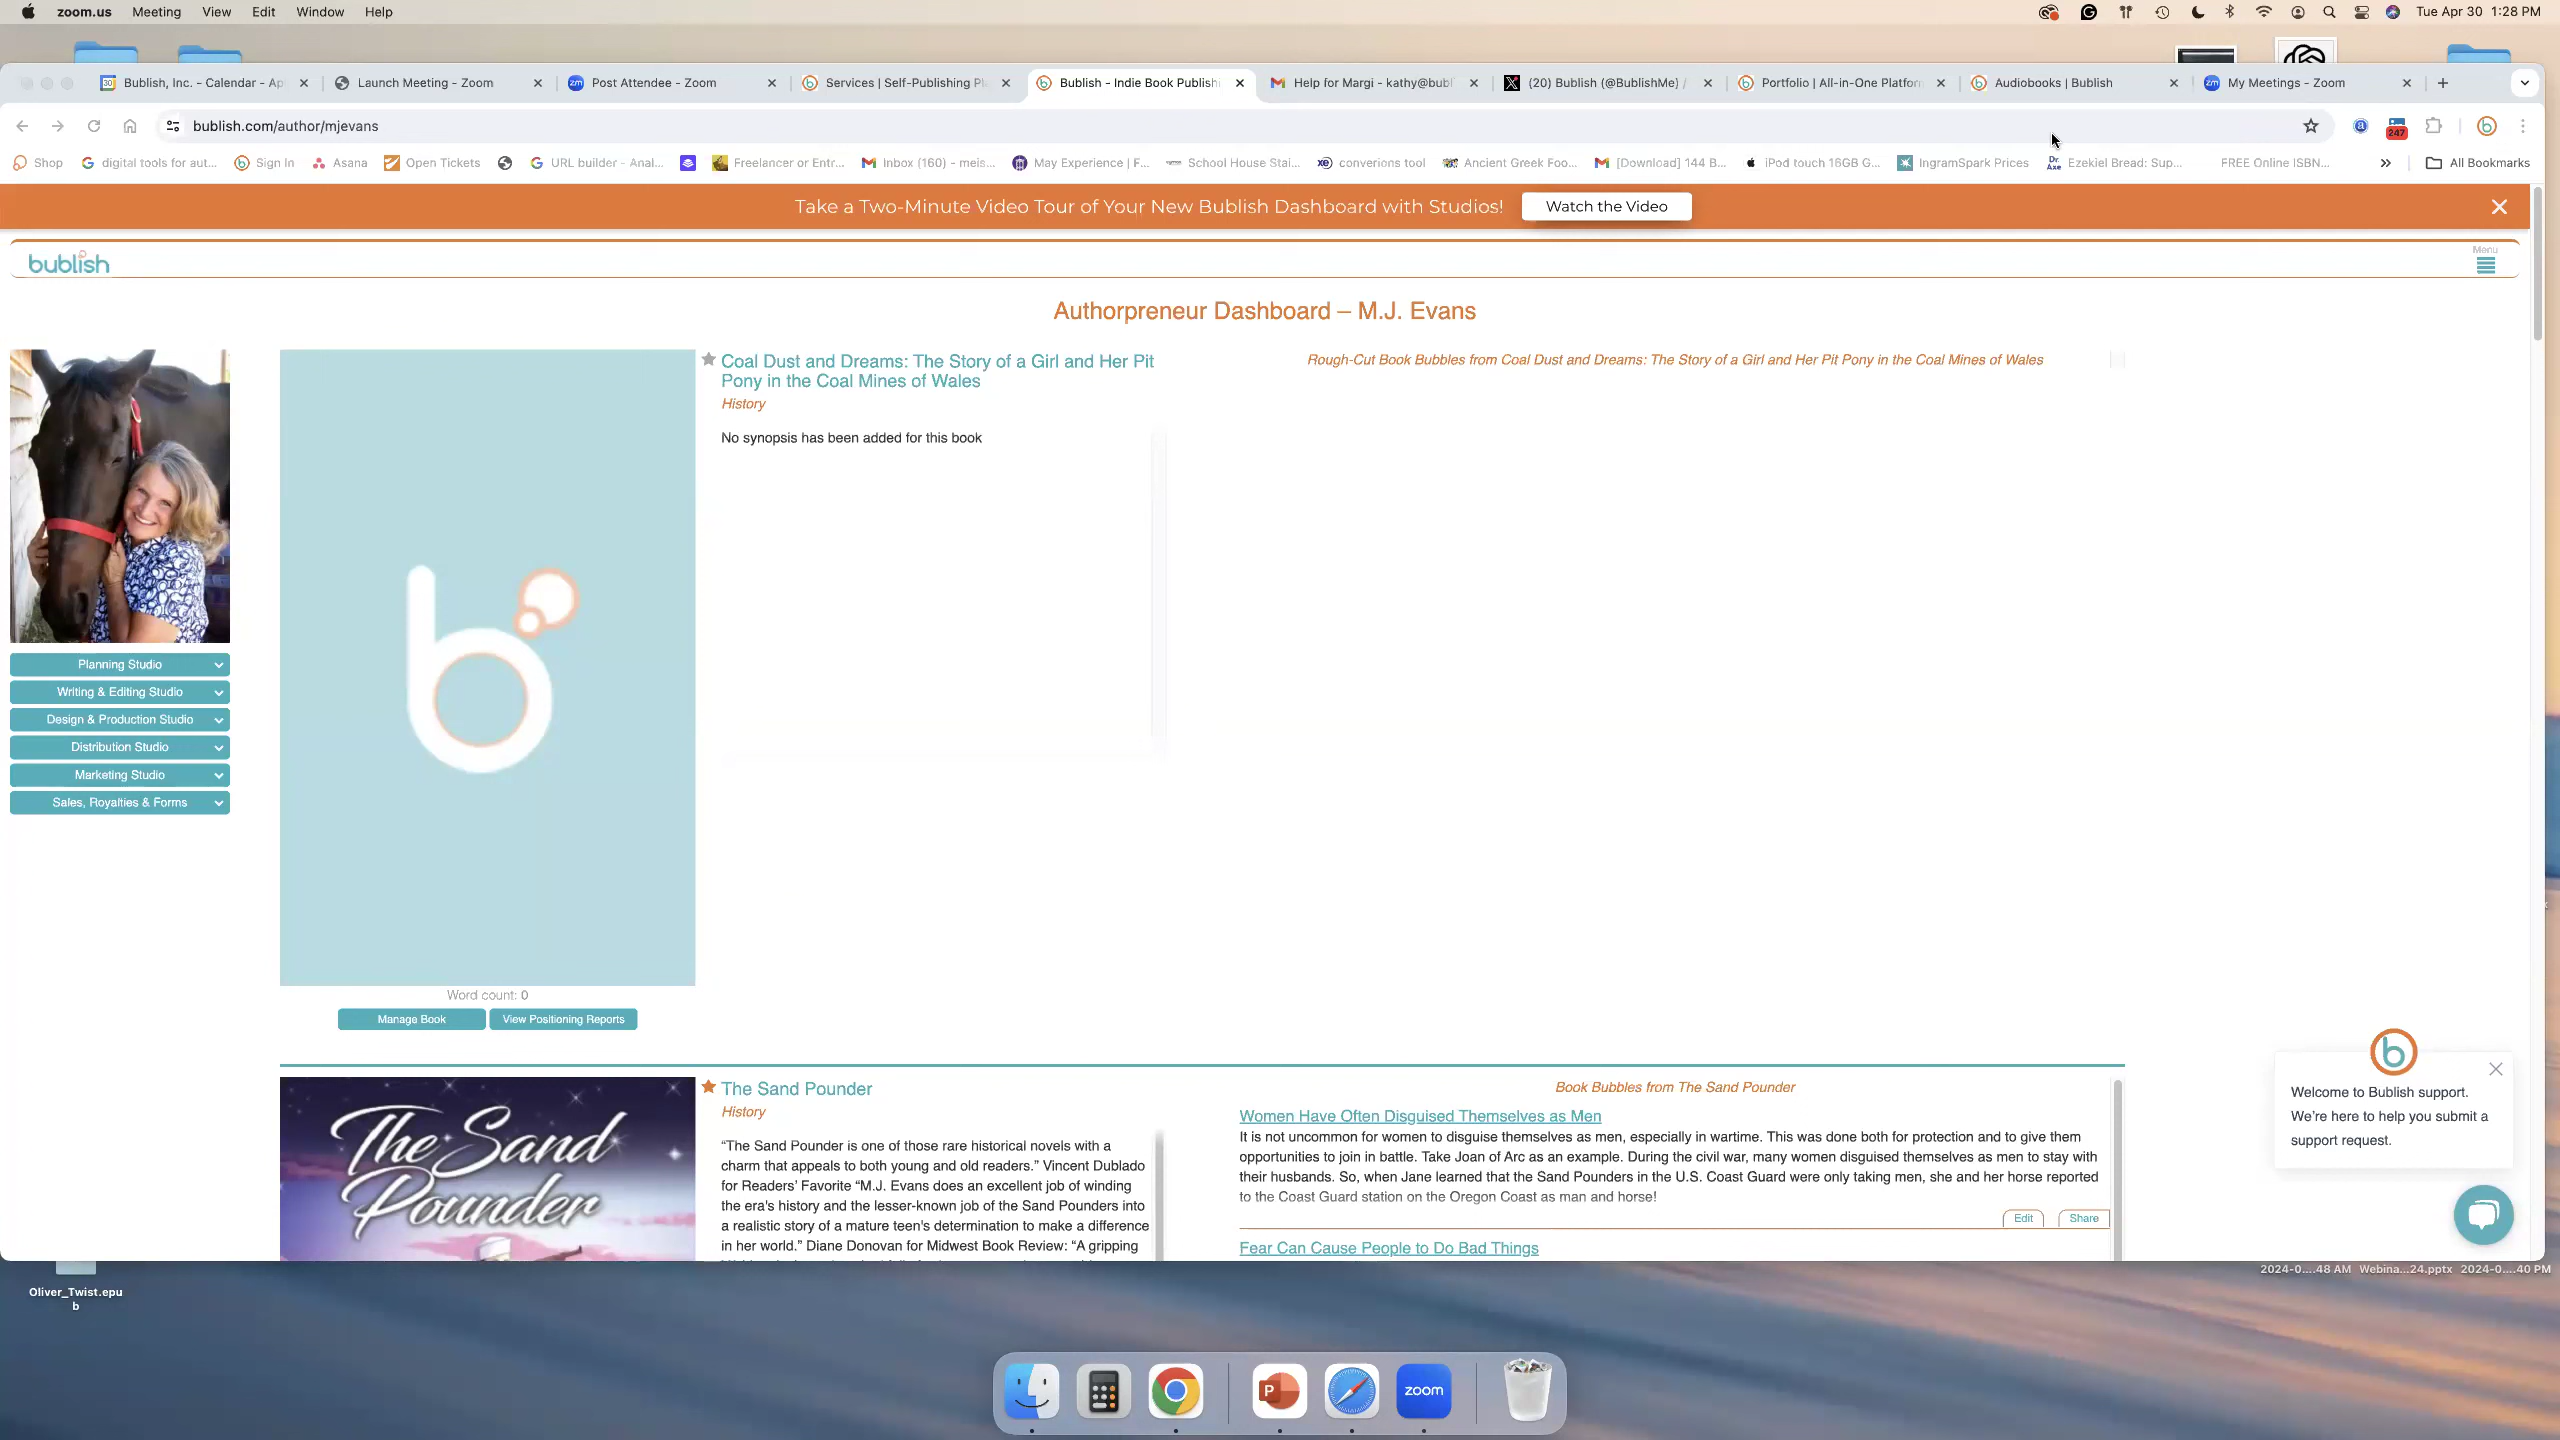 zoom.us Meeting View Edit Window Help
Tue Apr 30 1:28 PM
Bublish, Inc. - Calendar - Ap
Launch Meeting - Zoom
Post Attendee - Zoom
Services | Self-Publishing Pl
Bublish - Indie Book Publishi
Help for Margi - kathy@bubl
(20) Bublish (@BublishMe) /
Portfolio | All-in-One Platforn
Audiobooks | Bublish
My Meetings - Zoom
bublish.com/author/mjevans
247
Shop
digital tools for aut...
Sign In
Asana
Open Tickets
URL builder - Anal...
Freelancer or Entr...
Inbox (160) - meis...
May Experience | F...
School House Stai...
converions tool
Ancient Greek Foo...
[Download] 144 B...
iPod touch 16GB G...
IngramSpark Prices
Ezekiel Bread: Sup...
FREE Online ISBN...
All Bookmarks
Take a Two-Minute Video Tour of Your New Bublish Dashboard with Studios!
Watch the Video
bublish
Menu
Authorpreneur Dashboard – M.J. Evans
Planning Studio
Writing & Editing Studio
Design & Production Studio
Distribution Studio
Marketing Studio
Sales, Royalties & Forms
Coal Dust and Dreams: The Story of a Girl and Her Pit
Pony in the Coal Mines of Wales
History
No synopsis has been added for this book
Rough-Cut Book Bubbles from Coal Dust and Dreams: The Story of a Girl and Her Pit Pony in the Coal Mines of Wales
Word count: 0
Manage Book
View Positioning Reports
The Sand
Pounder
The Sand Pounder
History
“The Sand Pounder is one of those rare historical novels with a
charm that appeals to both young and old readers.” Vincent Dublado
for Readers’ Favorite “M.J. Evans does an excellent job of winding
the era's history and the lesser-known job of the Sand Pounders into
a realistic story of a mature teen's determination to make a difference
in her world.” Diane Donovan for Midwest Book Review: “A gripping
Book Bubbles from The Sand Pounder
Women Have Often Disguised Themselves as Men
It is not uncommon for women to disguise themselves as men, especially in wartime. This was done both for protection and to give them
opportunities to join in battle. Take Joan of Arc as an example. During the civil war, many women disguised themselves as men to stay with
their husbands. So, when Jane learned that the Sand Pounders in the U.S. Coast Guard were only taking men, she and her horse reported
to the Coast Guard station on the Oregon Coast as man and horse!
Edit
Share
Fear Can Cause People to Do Bad Things
Welcome to Bublish support.
We’re here to help you submit a
support request.
Oliver_Twist.epu
b
2024-0....48 AM
Webina...24.pptx
2024-0....40 PM
zoom